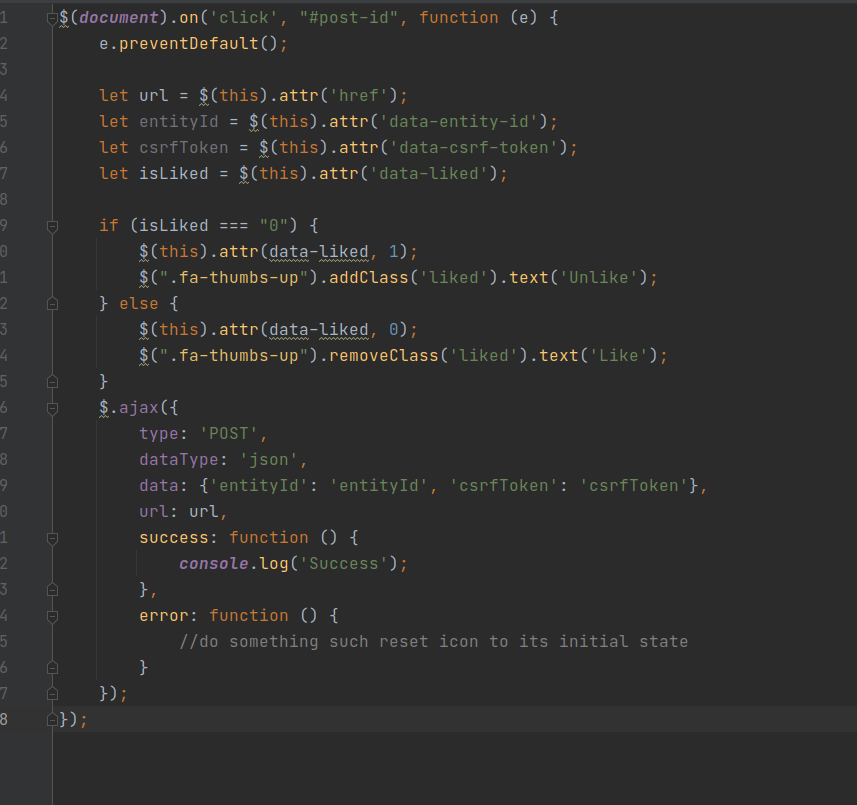 1 $(document).on('click', "#post-id", function (e) {
2     e.preventDefault();
3
4     let url = $(this).attr('href');
5     let entityId = $(this).attr('data-entity-id');
6     let csrfToken = $(this).attr('data-csrf-token');
7     let isLiked = $(this).attr('data-liked');
8
9     if (isLiked === "0") {
0         $(this).attr(data-liked, 1);
1         $(".fa-thumbs-up").addClass('liked').text('Unlike');
2     } else {
3         $(this).attr(data-liked, 0);
4         $(".fa-thumbs-up").removeClass('liked').text('Like');
5     }
6     $.ajax({
7         type: 'POST',
8         dataType: 'json',
9         data: {'entityId': 'entityId', 'csrfToken': 'csrfToken'},
0         url: url,
1         success: function () {
2             console.log('Success');
3         },
4         error: function () {
5             //do something such reset icon to its initial state
6         }
7     });
8 });